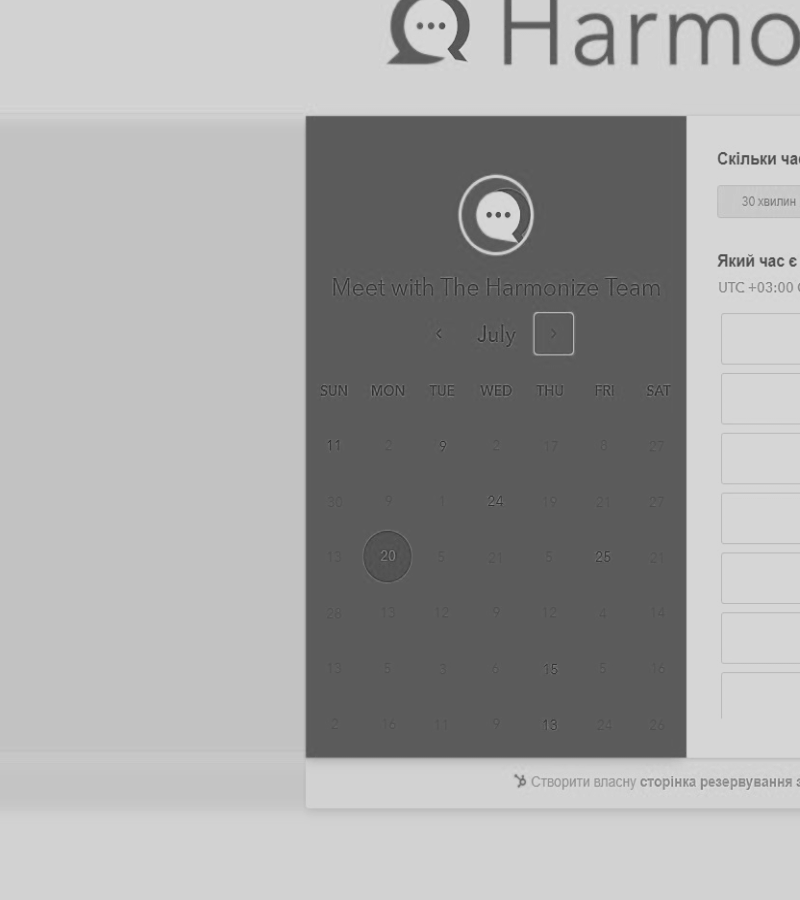 Harmo
Meet with The Harmonize Team
July
SUN MON TUE WED THU FRI SAT
11 2 9 2 17 8 27
30 9 1 24 19 21 27
13 20 5 21 5 25 21
28 13 12 9 12 4 14
13 5 3 6 15 5 16
2 16 11 9 13 24 26
Скільки час
30 хвилин
Який час є
UTC +03:00
Створити власну сторінка резервування з